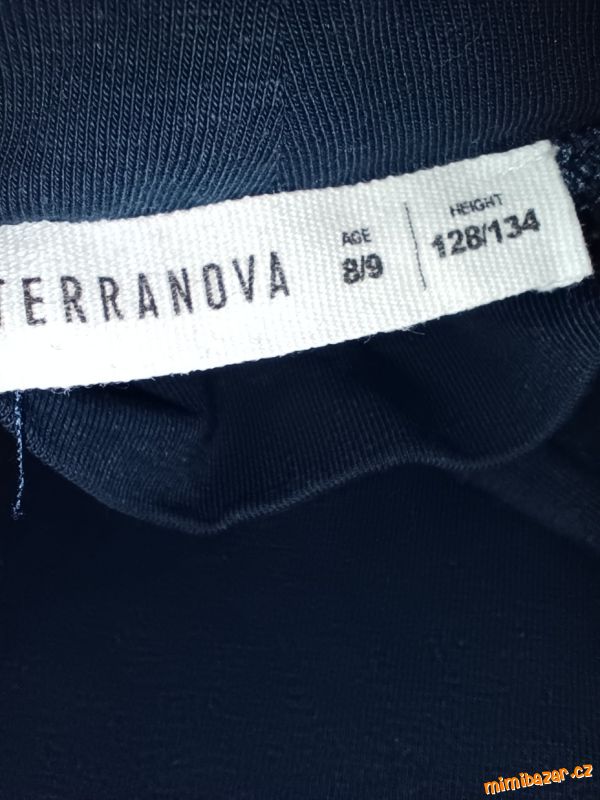 TERRANOVA
AGE
8/9
HEIGHT
128/134
mimibazar.cz